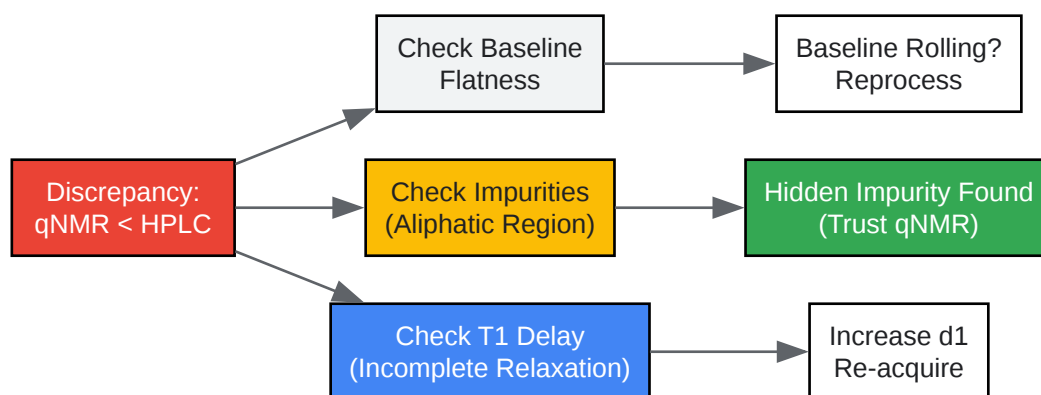 Check Baseline
Flatness
Baseline Rolling?
Reprocess
Discrepancy:
qNMR < HPLC
Check Impurities
(Aliphatic Region)
Hidden Impurity Found
(Trust qNMR)
Check T1 Delay
(Incomplete Relaxation)
Increase d1
Re-acquire